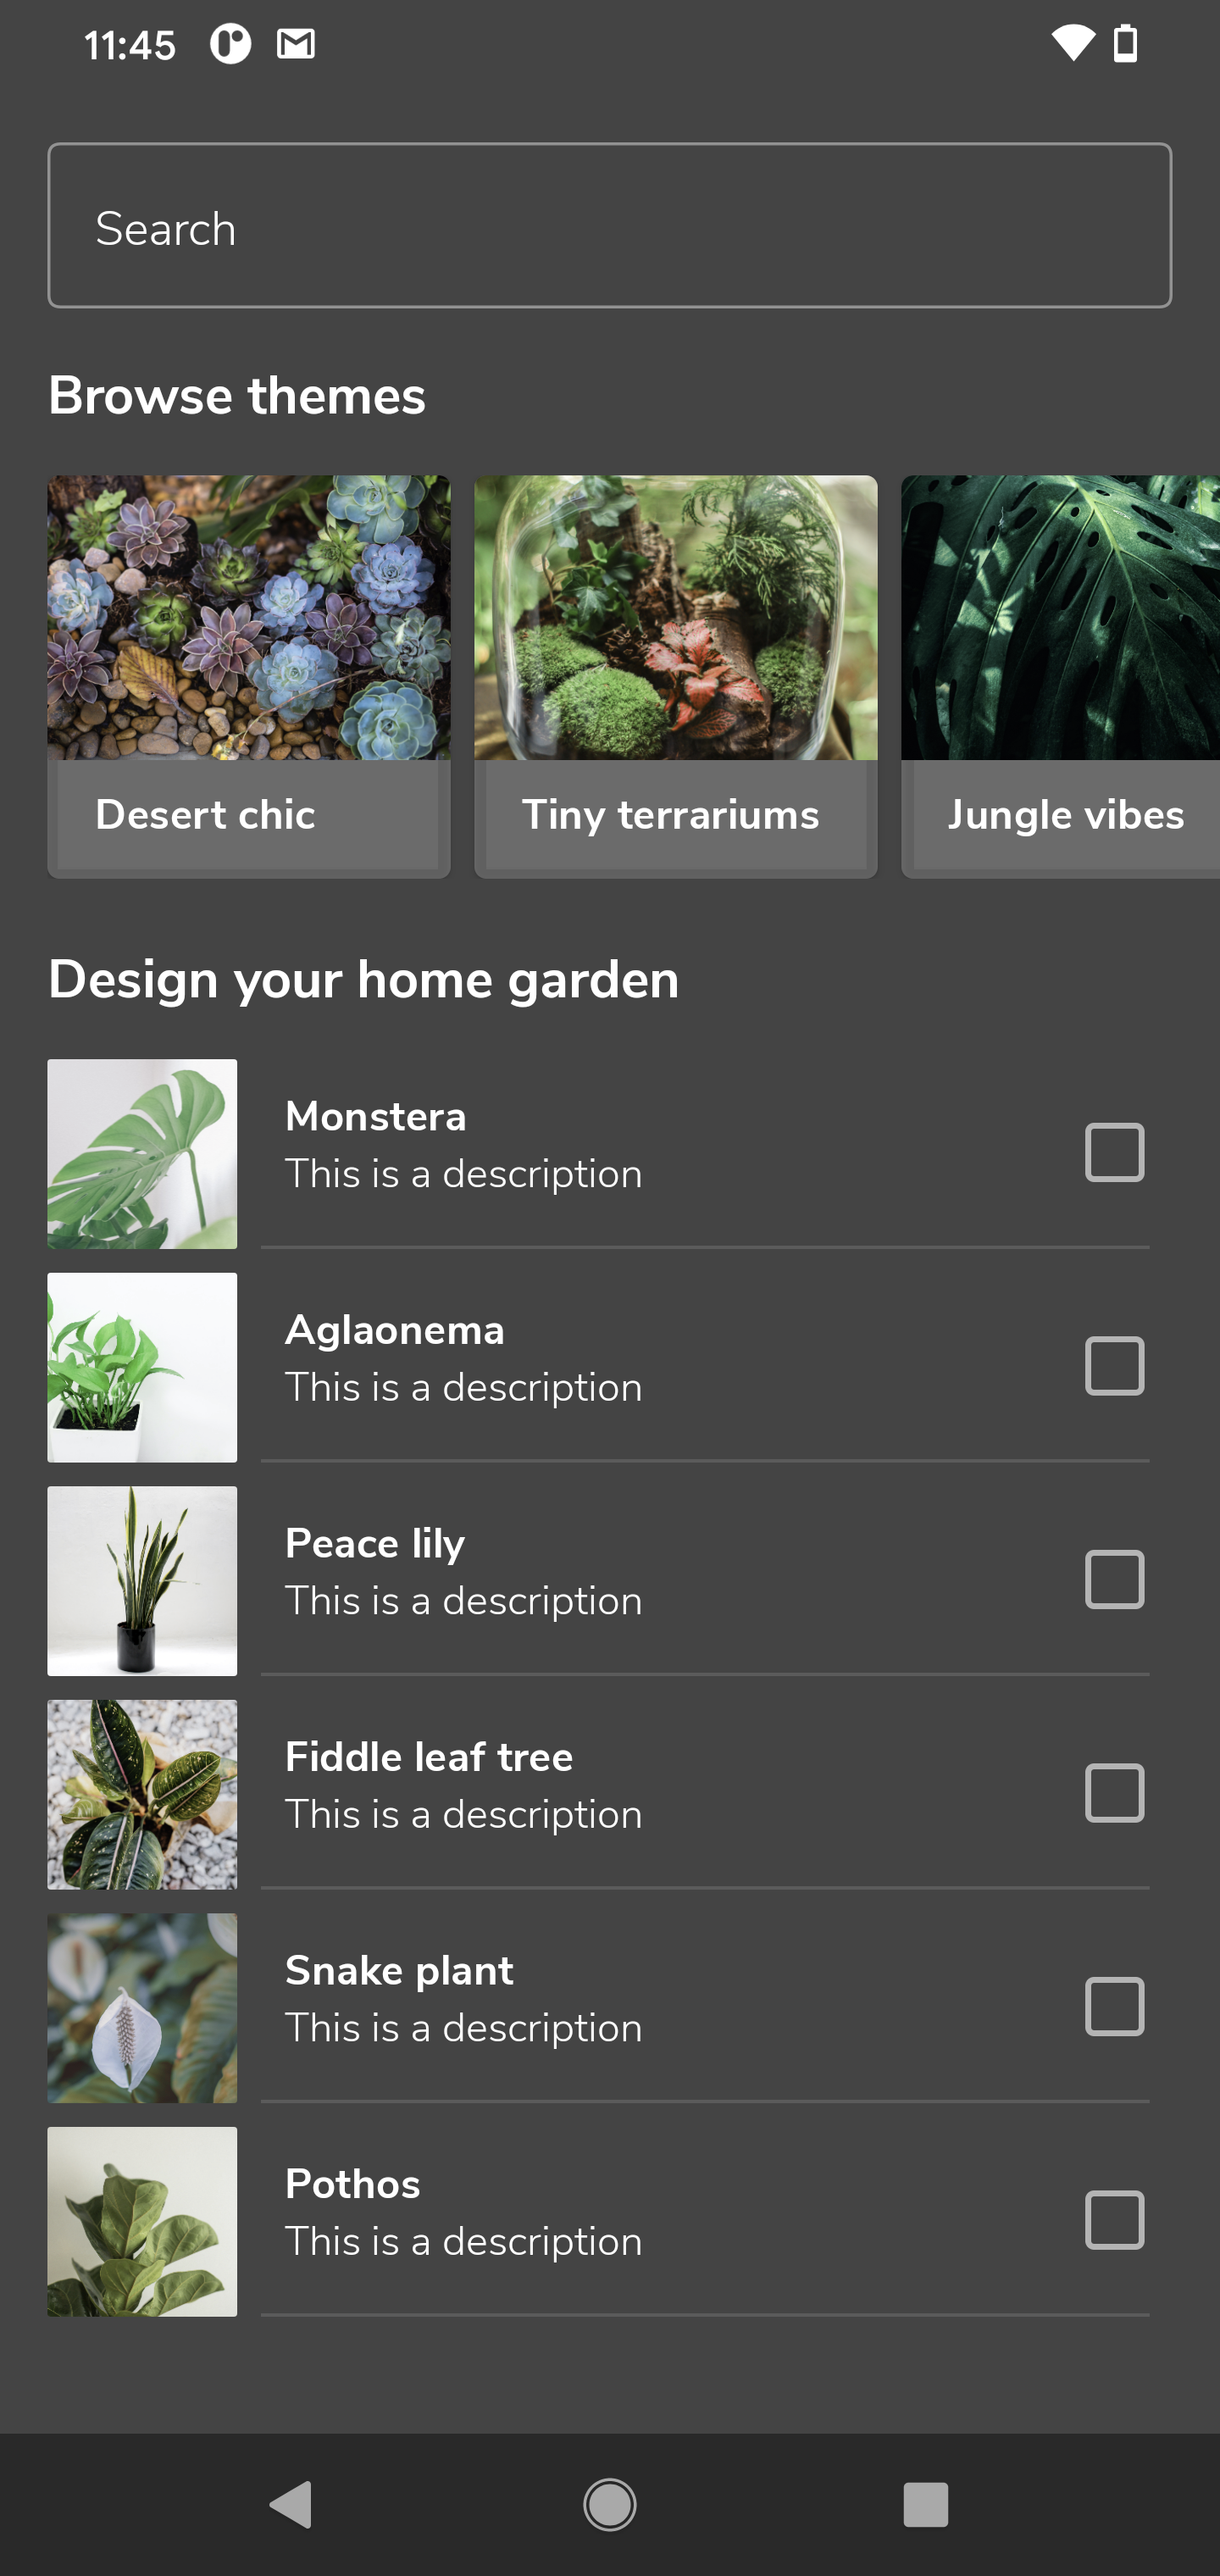 11:45
Search
Browse themes
Desert chic
Tiny terrariums
Jungle vibes
Design your home garden
Monstera
This is a description
Aglaonema
This is a description
Peace lily
This is a description
Fiddle leaf tree
This is a description
Snake plant
This is a description
Pothos
This is a description